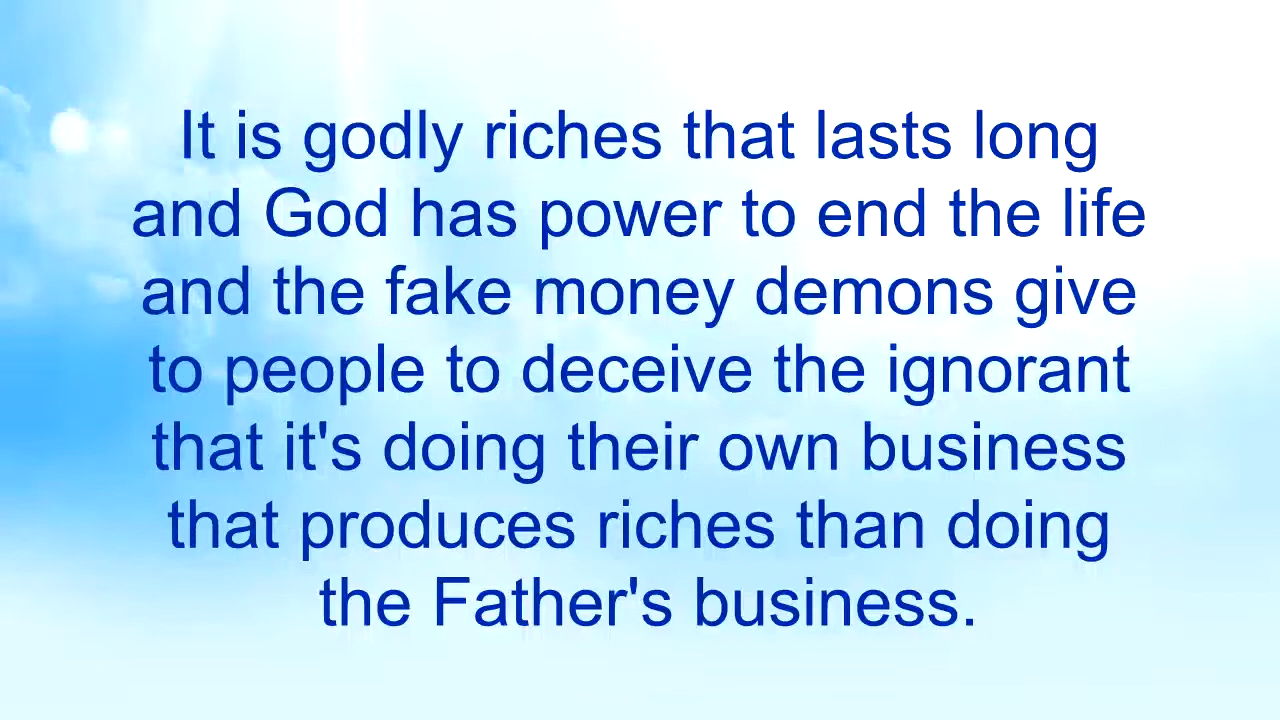 It is godly riches that lasts long
and God has power to end the life
and the fake money demons give
to people to deceive the ignorant
that it's doing their own business
that produces riches than doing
the Father's business.